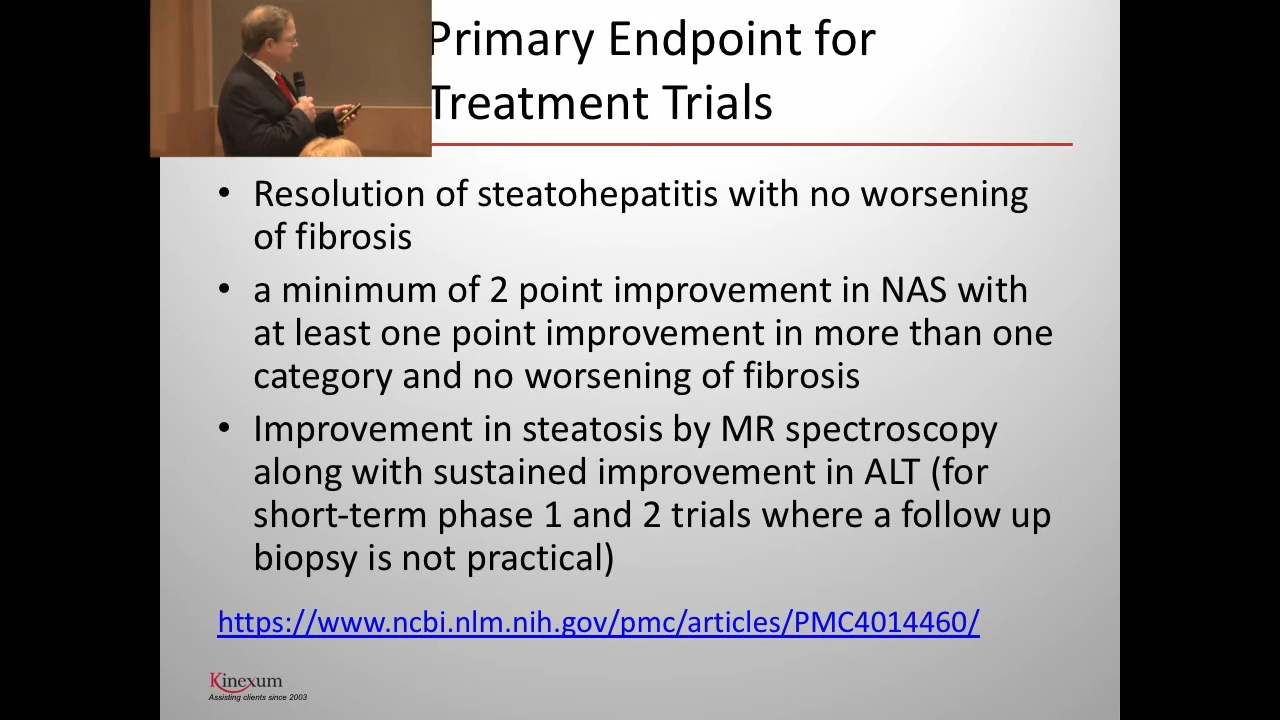 Primary Endpoint for
Treatment Trials
• Resolution of steatohepatitis with no worsening
of fibrosis
• a minimum of 2 point improvement in NAS with
at least one point improvement in more than one
category and no worsening of fibrosis
• Improvement in steatosis by MR spectroscopy
along with sustained improvement in ALT (for
short-term phase 1 and 2 trials where a follow up
biopsy is not practical)
https://www.ncbi.nlm.nih.gov/pmc/articles/PMC4014460/
Kinexum
Assisting clients since 2003